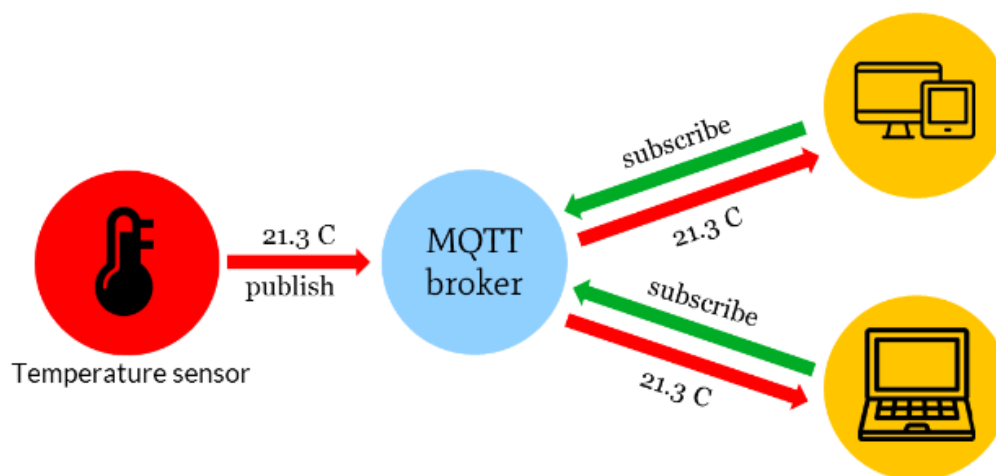 21.3 C
publish
Temperature sensor
MQTT
broker
subscribe
21.3 C
subscribe
21.3 C